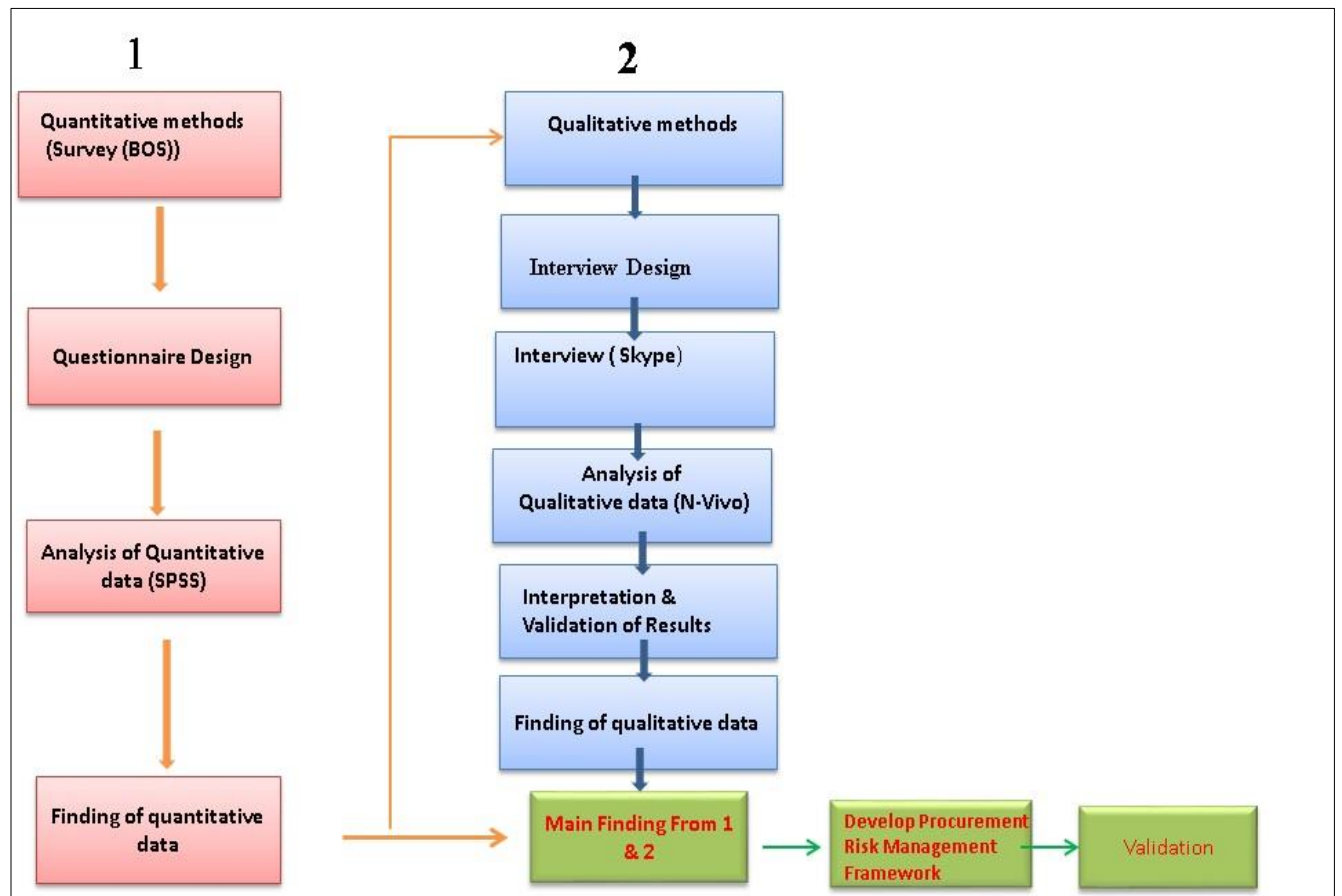 1
Quantitative methods
(Survey (BOS))
Questionnaire Design
Analysis of Quantitative
data (SPSS)
Finding of quantitative
data
2
Qualitative methods
Interview Design
Interview ( Skype)
Analysis of
Qualitative data (N-Vivo)
Interpretation &
Validation of Results
Finding of qualitative data
Main Finding From 1
& 2
Develop Procurement
Risk Management
Framework
Validation